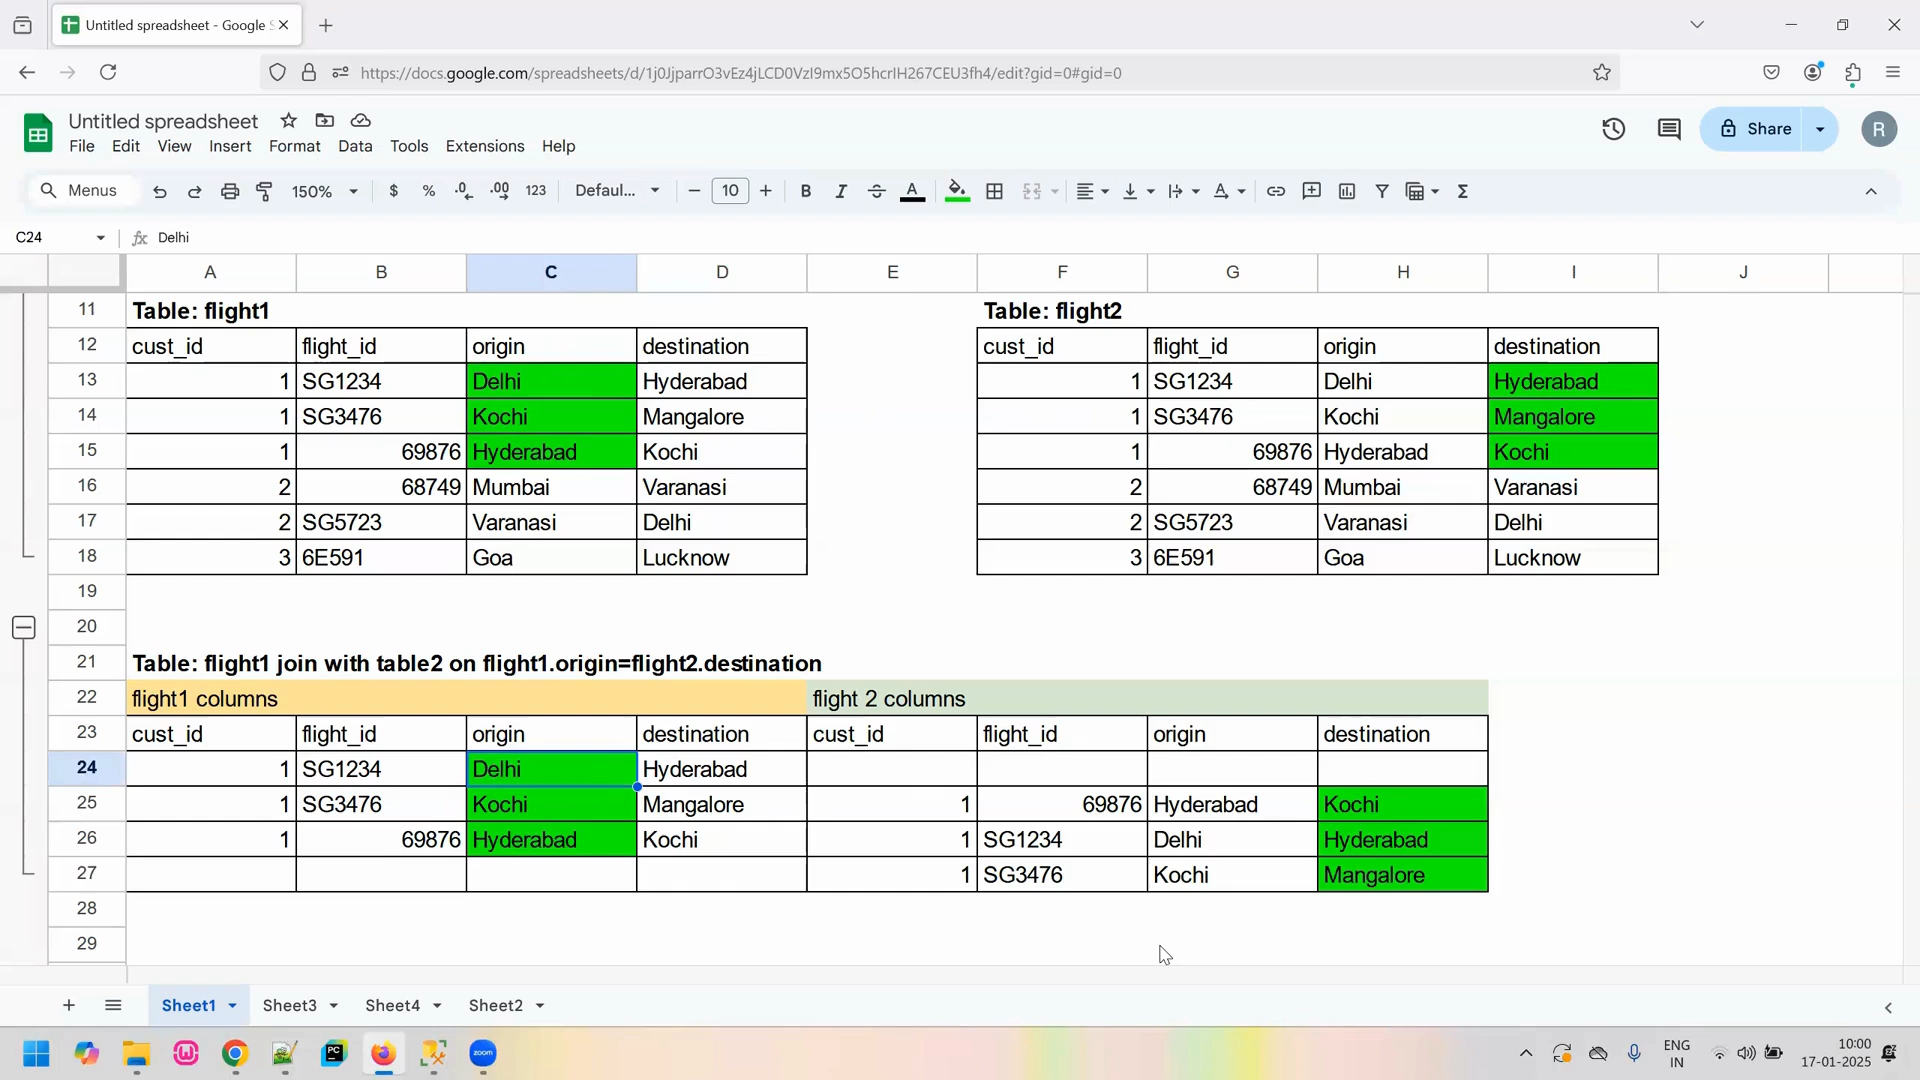 Untitled spreadsheet - Google S
https://docs.google.com/spreadsheets/d/1j0JjparrO3vEz4jLCD0VzI9mx5O5hcrIH267CEU3fh4/edit?gid=0#gid=0
Untitled spreadsheet
File Edit View Insert Format Data Tools Extensions Help
Share
R
Menus 150% $ % .0 .00 123 Defaul... 10 B I A
C24 Delhi
A B C D E F G H I J
11 Table: flight1 Table: flight2
12 cust_id flight_id origin destination cust_id flight_id origin destination
13 1 SG1234 Delhi Hyderabad 1 SG1234 Delhi Hyderabad
14 1 SG3476 Kochi Mangalore 1 SG3476 Kochi Mangalore
15 1 69876 Hyderabad Kochi 1 69876 Hyderabad Kochi
16 2 68749 Mumbai Varanasi 2 68749 Mumbai Varanasi
17 2 SG5723 Varanasi Delhi 2 SG5723 Varanasi Delhi
18 3 6E591 Goa Lucknow 3 6E591 Goa Lucknow
19
20
21 Table: flight1 join with table2 on flight1.origin=flight2.destination
22 flight1 columns flight 2 columns
23 cust_id flight_id origin destination cust_id flight_id origin destination
24 1 SG1234 Delhi Hyderabad
25 1 SG3476 Kochi Mangalore 1 69876 Hyderabad Kochi
26 1 69876 Hyderabad Kochi 1 SG1234 Delhi Hyderabad
27 1 SG3476 Kochi Mangalore
28
29
Sheet1 Sheet3 Sheet4 Sheet2
PC
zoom
ENG
IN
10:00
17-01-2025